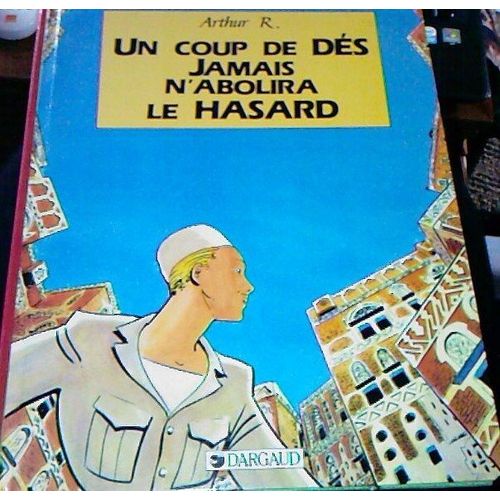 Arthur R.
UN COUP DE DÉS
JAMAIS
N'ABOLIRA
LE HASARD
DARGAUD